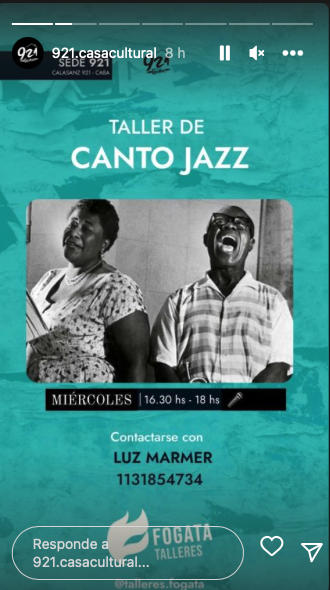 921.casacultural 8 h
921
SEDE 921
CALASANZ 921 - CABA
TALLER DE
CANTO JAZZ
MIÉRCOLES | 16.30 hs - 18 hs
Contactarse con
LUZ MARMER
1131854734
FOGATA
TALLERES
Responde a
921.casacultural...
@talleres.fogata